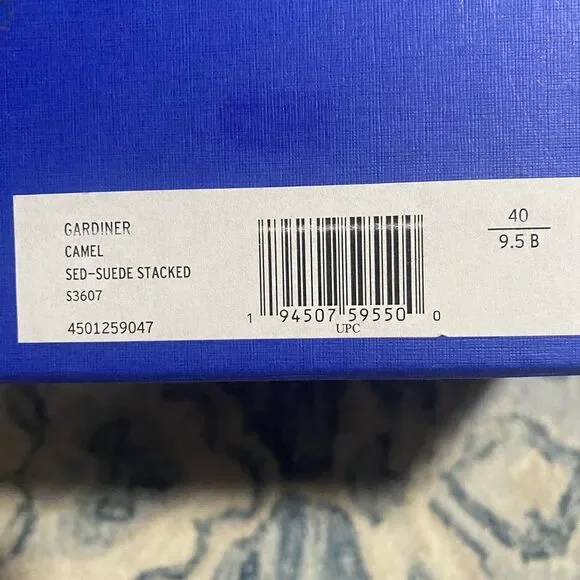 GARDINER
CAMEL
SED-SUEDE STACKED
S3607
4501259047
1 94507 59550 0
UPC
40
9.5 B